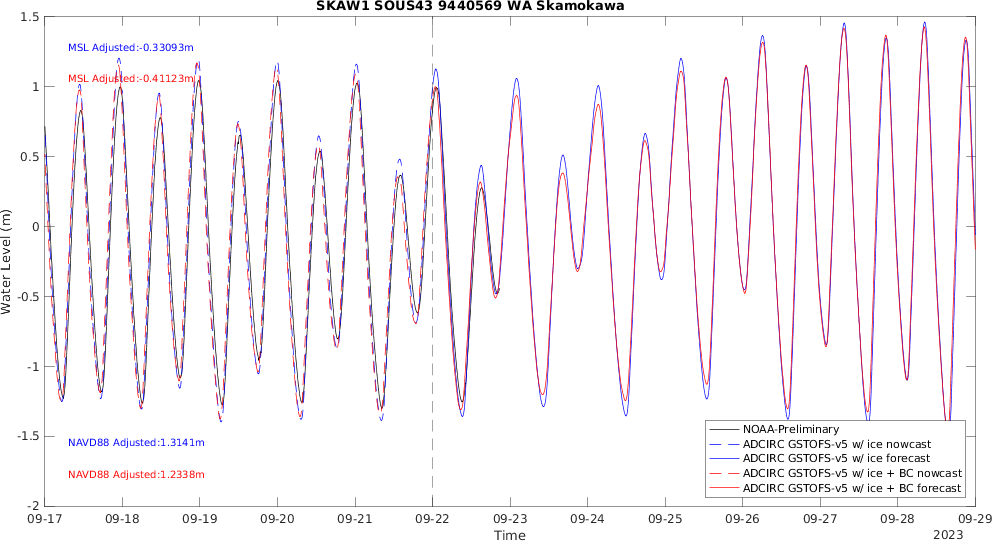 SKAW1 SOUS43 9440569 WA Skamokawa
MSL Adjusted:-0.33093m
MSL Adjusted:-0.41123m
NAVD88 Adjusted:1.3141m
NAVD88 Adjusted:1.2338m
Water Level (m)
1.5
1
0.5
0
-0.5
-1
-1.5
-2
NOAA-Preliminary
ADCIRC GSTOFS-v5 w/ ice nowcast
ADCIRC GSTOFS-v5 w/ ice forecast
ADCIRC GSTOFS-v5 w/ ice + BC nowcast
ADCIRC GSTOFS-v5 w/ ice + BC forecast
09-17 09-18 09-19 09-20 09-21 09-22 09-23 09-24 09-25 09-26 09-27 09-28 09-29
Time
2023